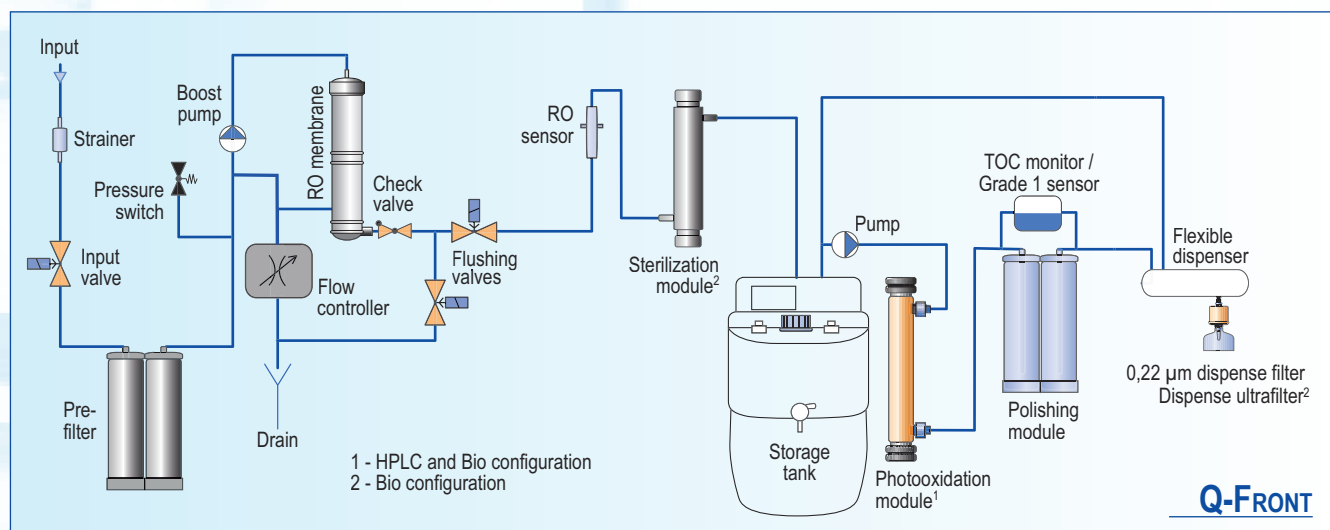 Input
Strainer
Pressure
switch
Input
valve
Pre-
filter
Boost
pump
RO membrane
Check
valve
Flow
controller
Flushing
valves
Drain
1 - HPLC and Bio configuration
2 - Bio configuration
RO
sensor
Sterilization
module²
Storage
tank
Pump
Photooxidation
module¹
TOC monitor /
Grade 1 sensor
Polishing
module
Flexible
dispenser
0,22 µm dispense filter
Dispense ultrafilter²
Q-FRONT